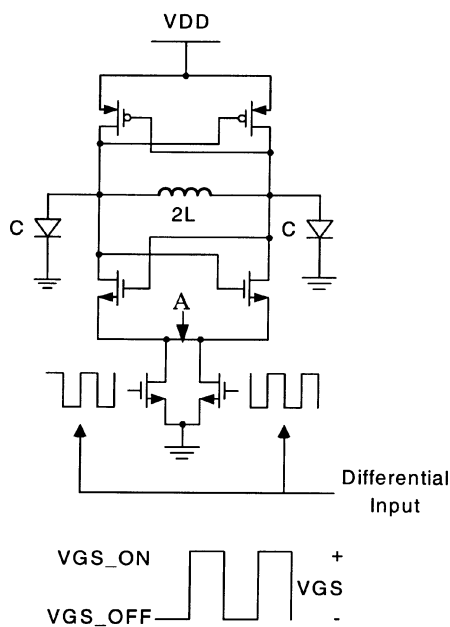 VDD
2L
C
C
A
Differential
Input
VGS_ON
+
VGS
VGS_OFF
-